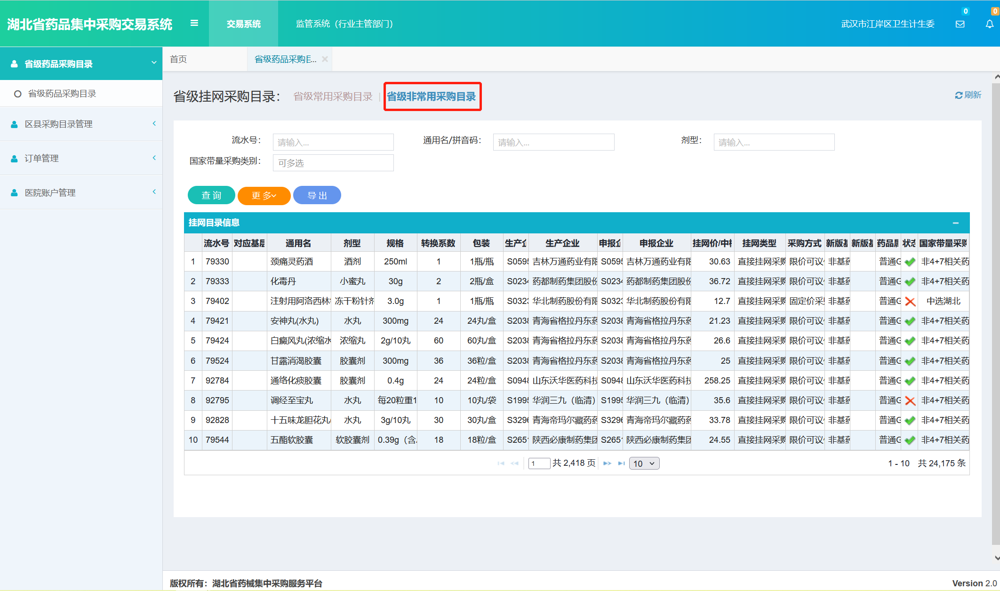 湖北省药品集中采购交易系统 交易系统 监管系统（行业主管部门） 武汉市江岸区卫生计生委 0 0
省级药品采购目录
省级药品采购目录
区县采购目录管理
订单管理
医院账户管理
首页 省级药品采购E...
省级挂网采购目录： 省级常用采购目录 | 省级非常用采购目录 刷新
流水号： 请输入... 通用名/拼音码： 请输入... 剂型： 请输入...
国家带量采购类别： 可多选
查 询 更 多 导 出
挂网目录信息
流水号 对应基层 通用名 剂型 规格 转换系数 包装 生产企 生产企业 申报企 申报企业 挂网价/中标 挂网类型 采购方式 新版基 新版基 药品属 状态 国家带量采购
1 79330 颈痛灵药酒 酒剂 250ml 1 1瓶/瓶 S0595 吉林万通药业有限 S0595 吉林万通药业有限 30.63 直接挂网采购 限价可议价 非基药 普通G 非4+7相关药
2 79333 化毒丹 小蜜丸 30g 2 2瓶/盒 S0234 药都制药集团股份 S0234 药都制药集团股份 36.72 直接挂网采购 限价可议价 非基药 普通G 非4+7相关药
3 79402 注射用阿洛西林钠 冻干粉针剂 3.0g 1 1瓶/瓶 S0323 华北制药股份有限 S0323 华北制药股份有限 12.7 直接挂网采购 固定价采购 非基药 普通G 中选湖北
4 79421 安神丸(水丸) 水丸 300mg 24 24丸/盒 S2038 青海省格拉丹东药 S2038 青海省格拉丹东药 21.23 直接挂网采购 限价可议价 非基药 普通G 非4+7相关药
5 79424 白癜风丸(浓缩水 浓缩丸 2g/10丸 60 60丸/盒 S2038 青海省格拉丹东药 S2038 青海省格拉丹东药 26.6 直接挂网采购 限价可议价 非基药 普通G 非4+7相关药
6 79524 甘露消渴胶囊 胶囊剂 300mg 36 36粒/盒 S2038 青海省格拉丹东药 S2038 青海省格拉丹东药 25 直接挂网采购 限价可议价 非基药 普通G 非4+7相关药
7 92784 通络化痰胶囊 胶囊剂 0.4g 24 24粒/盒 S0948 山东沃华医药科技 S0948 山东沃华医药科技 258.25 直接挂网采购 限价可议价 非基药 普通G 非4+7相关药
8 92795 调经至宝丸 水丸 每20粒重1 10 10丸/袋 S1995 华润三九（临清） S1995 华润三九（临清） 35.6 直接挂网采购 限价可议价 非基药 普通G 非4+7相关药
9 92828 十五味龙胆花丸( 水丸 3g/10丸 30 30丸/盒 S3296 青海帝玛尔藏药药 S3296 青海帝玛尔藏药药 33.78 直接挂网采购 限价可议价 非基药 普通G 非4+7相关药
10 79544 五酯软胶囊 软胶囊剂 0.39g（含 18 18粒/盒 S2651 陕西必康制药集团 S2651 陕西必康制药集团 24.55 直接挂网采购 限价可议价 非基药 普通G 非4+7相关药
1 共 2,418 页 10 1 - 10 共 24,175 条
版权所有：湖北省药械集中采购服务平台 Version 2.0